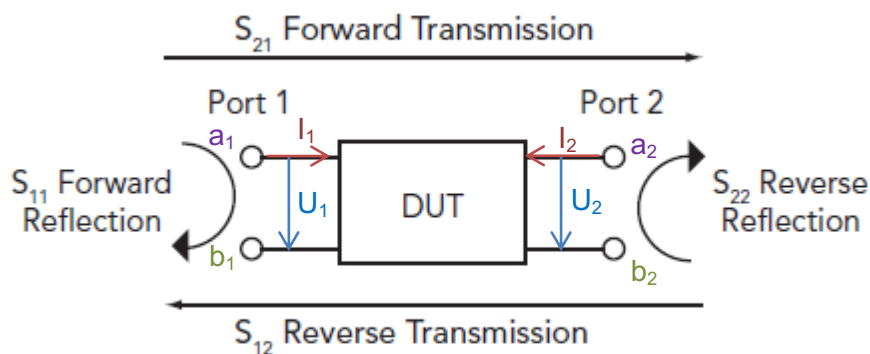 S₂₁ Forward Transmission
Port 1
Port 2
a₁
I₁
I₂
a₂
S₁₁ Forward
Reflection
U₁
DUT
U₂
S₂₂ Reverse
Reflection
b₁
b₂
S₁₂ Reverse Transmission